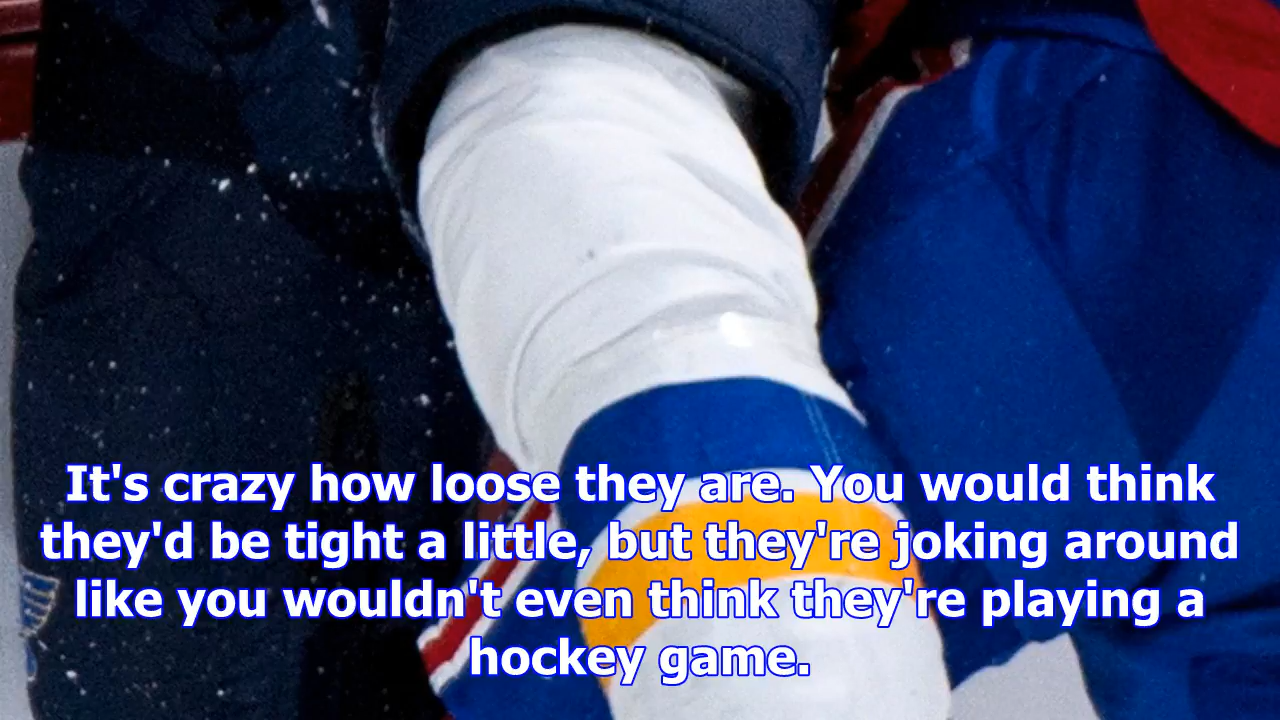 It's crazy how loose they are. You would think
they'd be tight a little, but they're joking around
like you wouldn't even think they're playing a
hockey game.